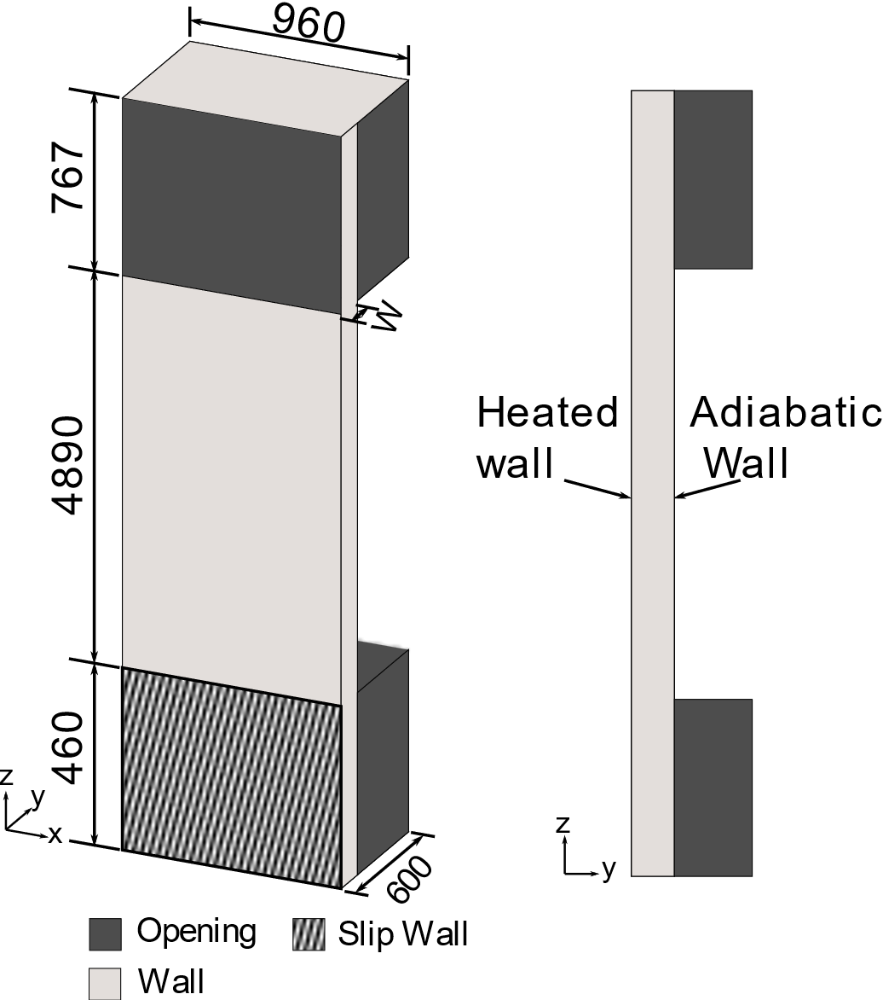 960
767
W
4890
Heated
wall
Adiabatic
Wall
460
z
y
x
600
z
y
Opening
Slip Wall
Wall